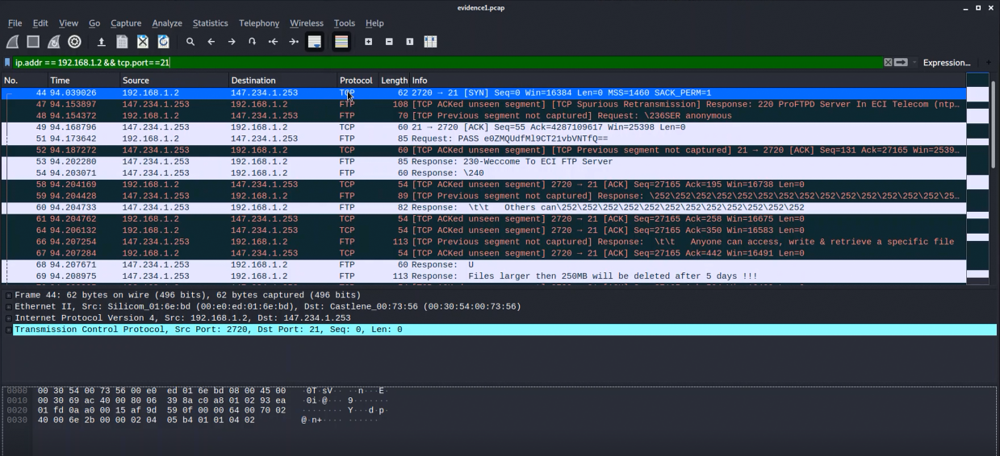 evidence1.pcap
File Edit View Go Capture Analyze Statistics Telephony Wireless Tools Help
ip.addr == 192.168.1.2 && tcp.port==21 Expression… +
No. Time Source Destination Protocol Length Info
44 94.039026 192.168.1.2 147.234.1.253 TCP 62 2720 → 21 [SYN] Seq=0 Win=16384 Len=0 MSS=1460 SACK_PERM=1
47 94.153897 147.234.1.253 192.168.1.2 FTP 108 [TCP ACKed unseen segment] [TCP Spurious Retransmission] Response: 220 ProFTPD Server In ECI Telecom (ntp…
48 94.154372 192.168.1.2 147.234.1.253 FTP 70 [TCP Previous segment not captured] Request: \236SER anonymous
49 94.168796 147.234.1.253 192.168.1.2 TCP 60 21 → 2720 [ACK] Seq=55 Ack=4287109617 Win=25398 Len=0
51 94.173642 192.168.1.2 147.234.1.253 FTP 85 Request: PASS e0ZMQUdfMl9CT21vbVNTfQ==
52 94.187272 147.234.1.253 192.168.1.2 TCP 60 [TCP ACKed unseen segment] [TCP Previous segment not captured] 21 → 2720 [ACK] Seq=131 Ack=27165 Win=2539…
53 94.202280 147.234.1.253 192.168.1.2 FTP 85 Response: 230-Weccome To ECI FTP Server
54 94.203071 147.234.1.253 192.168.1.2 FTP 60 Response: \240
58 94.204169 192.168.1.2 147.234.1.253 TCP 54 [TCP ACKed unseen segment] 2720 → 21 [ACK] Seq=27165 Ack=195 Win=16738 Len=0
59 94.204428 147.234.1.253 192.168.1.2 FTP 89 [TCP Previous segment not captured] Response: \252\252\252\252\252\252\252\252\252\252\252\252\252\252\252\252\252\25…
60 94.204733 147.234.1.253 192.168.1.2 FTP 82 Response: \t\t Others can\252\252\252\252\252\252\252\252\252\252\252\252
61 94.204762 192.168.1.2 147.234.1.253 TCP 54 [TCP ACKed unseen segment] 2720 → 21 [ACK] Seq=27165 Ack=258 Win=16675 Len=0
64 94.206132 192.168.1.2 147.234.1.253 TCP 54 [TCP ACKed unseen segment] 2720 → 21 [ACK] Seq=27165 Ack=350 Win=16583 Len=0
66 94.207254 147.234.1.253 192.168.1.2 FTP 113 [TCP Previous segment not captured] Response: \t\t Anyone can access, write & retrieve a specific file
67 94.207284 192.168.1.2 147.234.1.253 TCP 54 [TCP ACKed unseen segment] 2720 → 21 [ACK] Seq=27165 Ack=442 Win=16491 Len=0
68 94.207671 147.234.1.253 192.168.1.2 FTP 60 Response: U
69 94.208975 147.234.1.253 192.168.1.2 FTP 113 Response: Files larger then 250MB will be deleted after 5 days !!!
Frame 44: 62 bytes on wire (496 bits), 62 bytes captured (496 bits)
Ethernet II, Src: Silicom_01:6e:bd (00:e0:ed:01:6e:bd), Dst: Castlene_00:73:56 (00:30:54:00:73:56)
Internet Protocol Version 4, Src: 192.168.1.2, Dst: 147.234.1.253
Transmission Control Protocol, Src Port: 2720, Dst Port: 21, Seq: 0, Len: 0
0000 00 30 54 00 73 56 00 e0 ed 01 6e bd 08 00 45 00 ·0T·sV·· ··n···E·
0010 00 30 69 ac 40 00 80 06 39 8a c0 a8 01 02 93 ea ·0i·@··· 9·······
0020 01 fd 0a a0 00 15 af 9d 59 0f 00 00 64 00 70 02 ········ Y···d·p·
0030 40 00 6e 2b 00 00 02 04 05 b4 01 01 04 02 @·n+···· ······